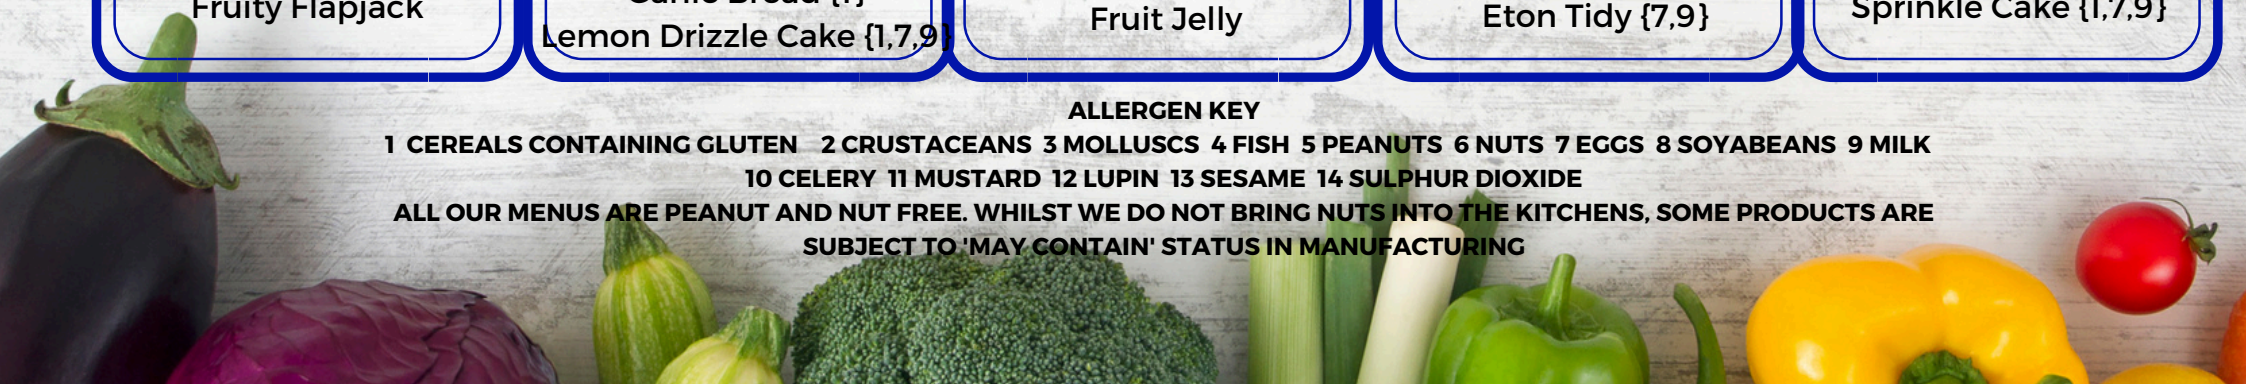 Fruity Flapjack
Garlic Bread {1}
Lemon Drizzle Cake {1,7,9}
Fruit Jelly
Eton Tidy {7,9}
Sprinkle Cake {1,7,9}
ALLERGEN KEY
1 CEREALS CONTAINING GLUTEN 2 CRUSTACEANS 3 MOLLUSCS 4 FISH 5 PEANUTS 6 NUTS 7 EGGS 8 SOYABEANS 9 MILK
10 CELERY 11 MUSTARD 12 LUPIN 13 SESAME 14 SULPHUR DIOXIDE
ALL OUR MENUS ARE PEANUT AND NUT FREE. WHILST WE DO NOT BRING NUTS INTO THE KITCHENS, SOME PRODUCTS ARE
SUBJECT TO 'MAY CONTAIN' STATUS IN MANUFACTURING